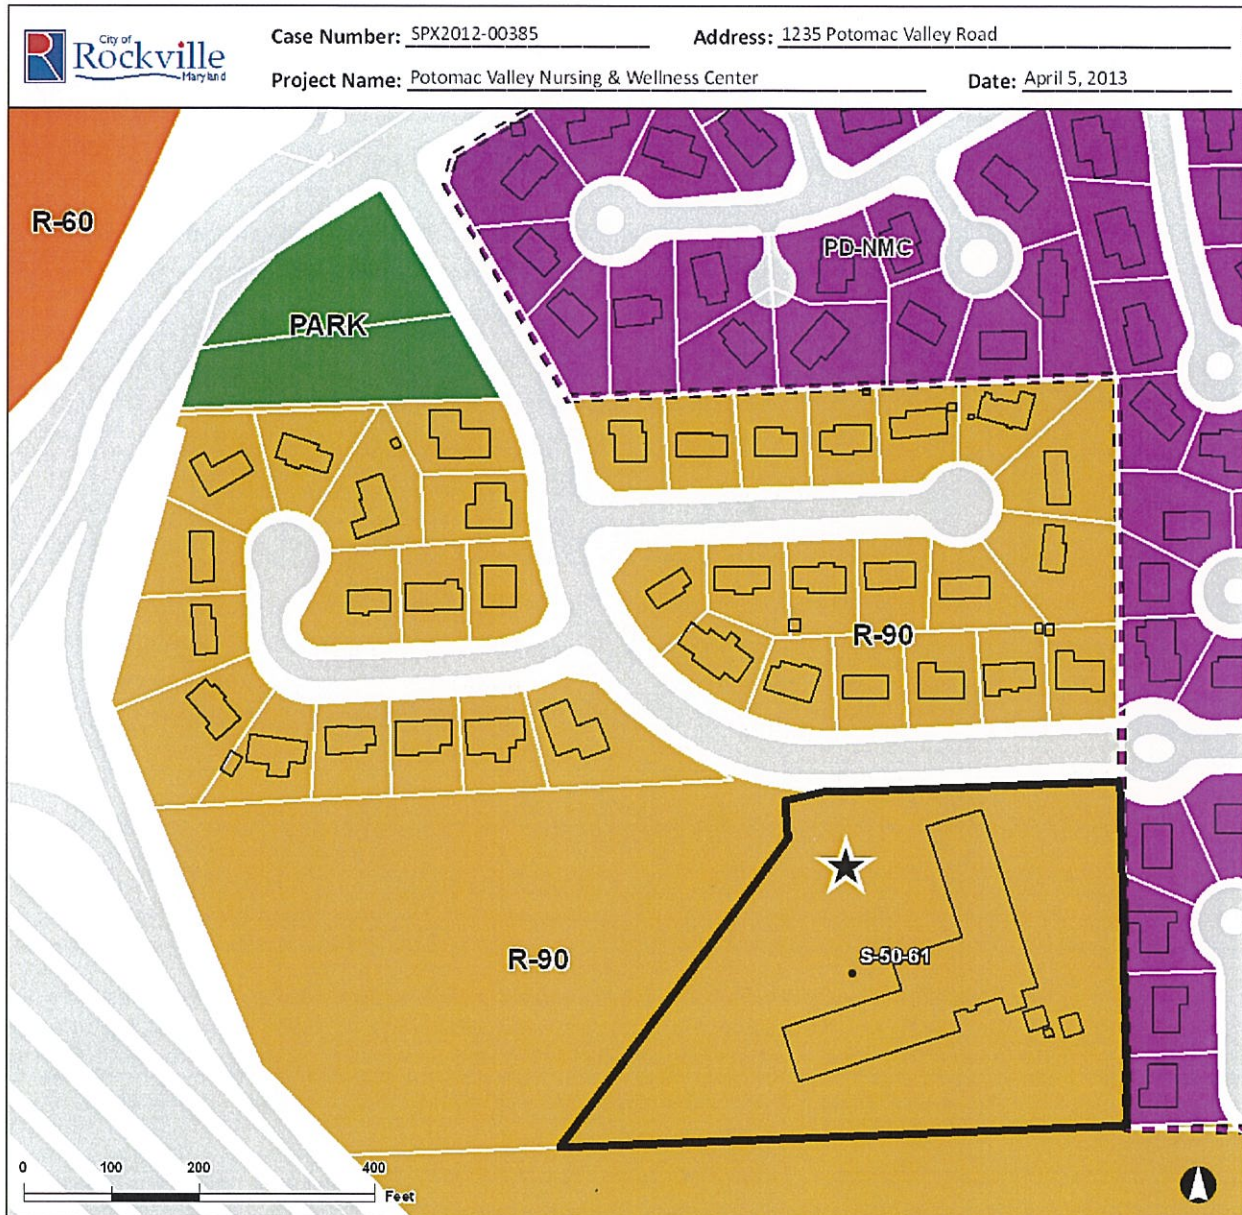 City of
Rockville
Maryland
Case Number: SPX2012-00385 Address: 1235 Potomac Valley Road
Project Name: Potomac Valley Nursing & Wellness Center Date: April 5, 2013
R-60
PD-NMC
PARK
R-90
R-90
S-50-61
0 100 200 400
Feet